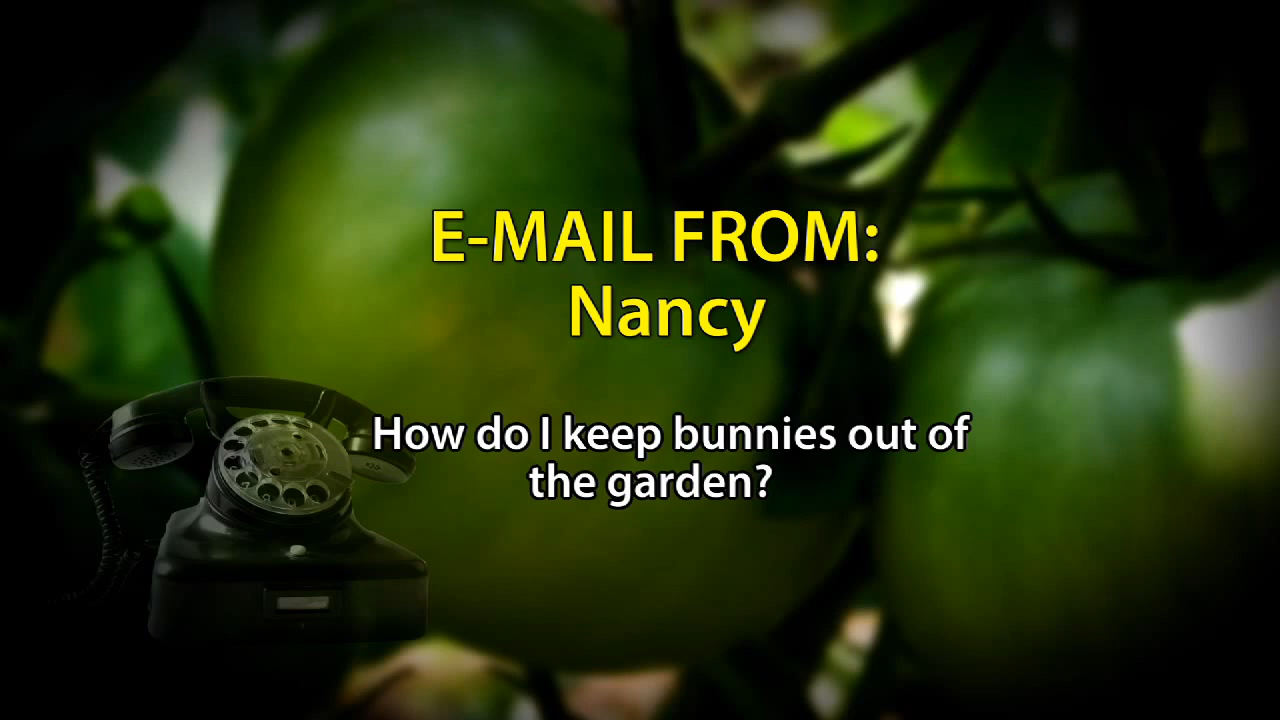 E-MAIL FROM:
Nancy
How do I keep bunnies out of
the garden?